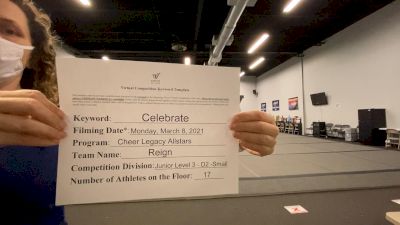 Virtual Competition Keyword Template
Keyword: Celebrate
Filming Date*: Monday, March 8, 2021
Program: Cheer Legacy Allstars
Team Name: Reign
Competition Division: Junior Level 3 - D2 -Small
Number of Athletes on the Floor: 17